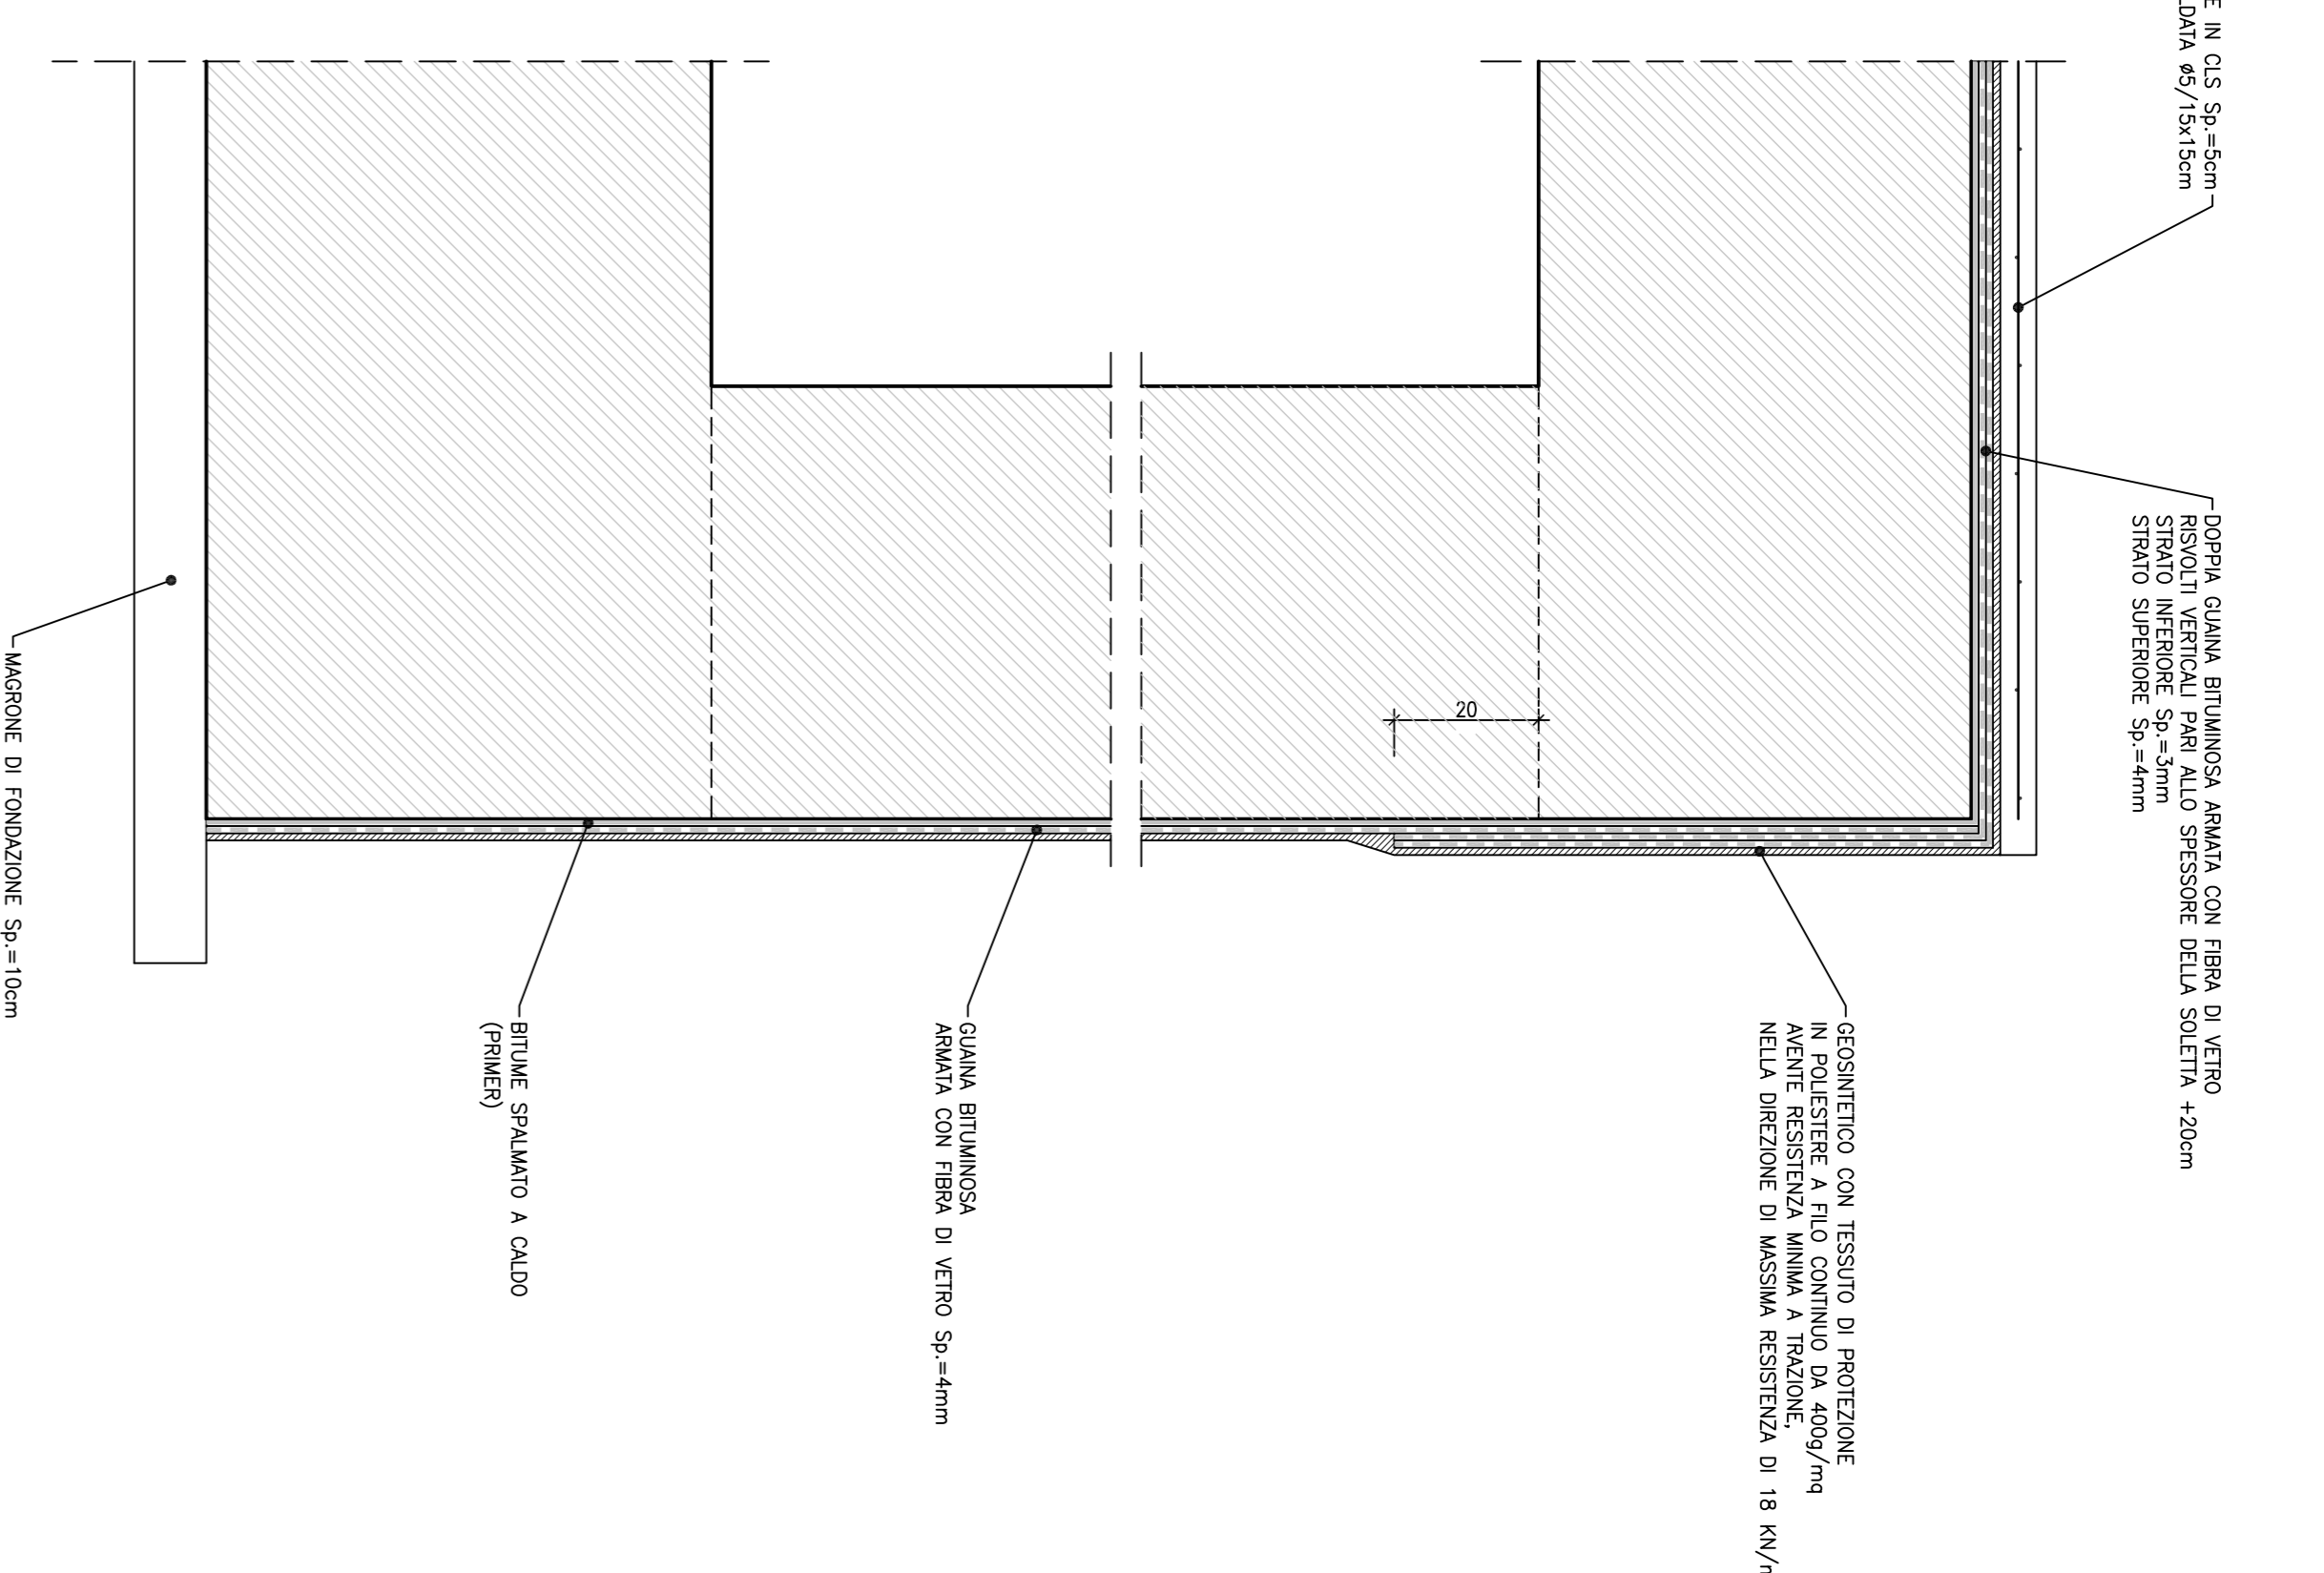 E IN CLS Sp.=5cm
LDATA ø5/15x15cm
DOPPIA GUAINA BITUMINOSA ARMATA CON FIBRA DI VETRO
RISVOLTI VERTICALI PARI ALLO SPESSORE DELLA SOLETTA +20cm
STRATO INFERIORE Sp.=3mm
STRATO SUPERIORE Sp.=4mm
GEOSINTETICO CON TESSUTO DI PROTEZIONE
IN POLIESTERE A FILO CONTINUO DA 400g/mq
AVENTE RESISTENZA MINIMA A TRAZIONE,
NELLA DIREZIONE DI MASSIMA RESISTENZA DI 18 KN/
20
GUAINA BITUMINOSA
ARMATA CON FIBRA DI VETRO Sp.=4mm
BITUME SPALMATO A CALDO
(PRIMER)
MAGRONE DI FONDAZIONE Sp.=10cm